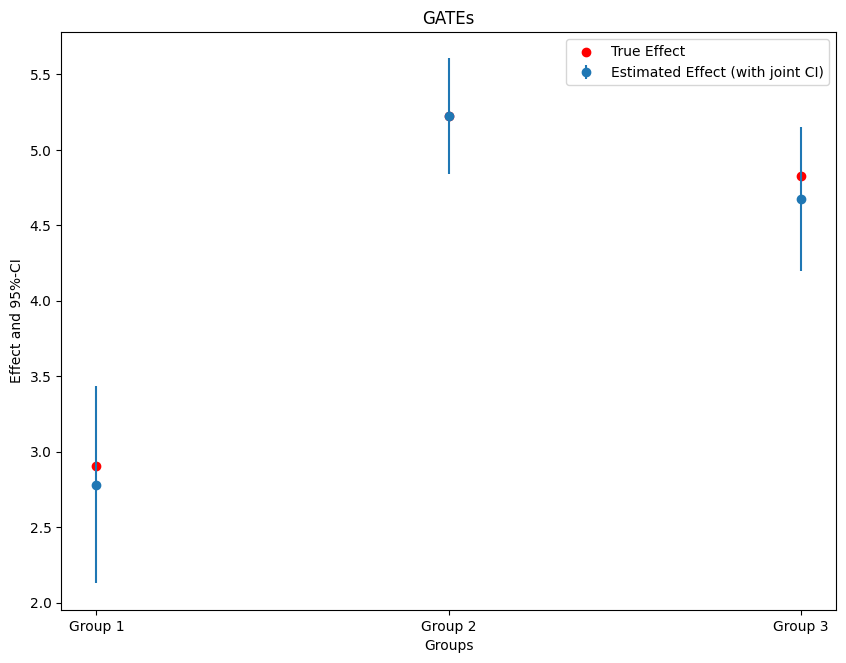 GATEs
True Effect
Estimated Effect (with joint CI)
Effect and 95%-CI
5.5
5.0
4.5
4.0
3.5
3.0
2.5
2.0
Group 1
Group 2
Group 3
Groups